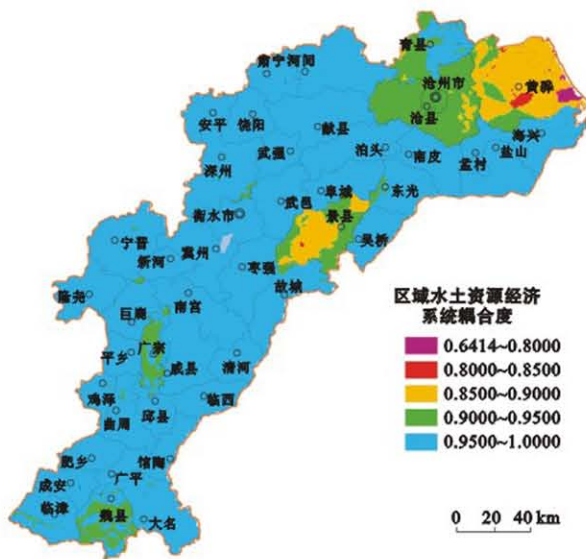 青县
肃宁
河间
沧州市
黄骅
沧县
安平
饶阳
献县
海兴
武强
泊头
南皮
孟村
盐山
深州
阜城
东光
武邑
衡水市
景县
宁晋
冀州
吴桥
新河
枣强
故城
隆尧
南宫
巨鹿
广宗
平乡
威县
清河
鸡泽
临西
曲周
邱县
肥乡
馆陶
广平
成安
临漳
魏县
大名
区域水土资源经济
系统耦合度
0.6414~0.8000
0.8000~0.8500
0.8500~0.9000
0.9000~0.9500
0.9500~1.0000
0 20 40 km